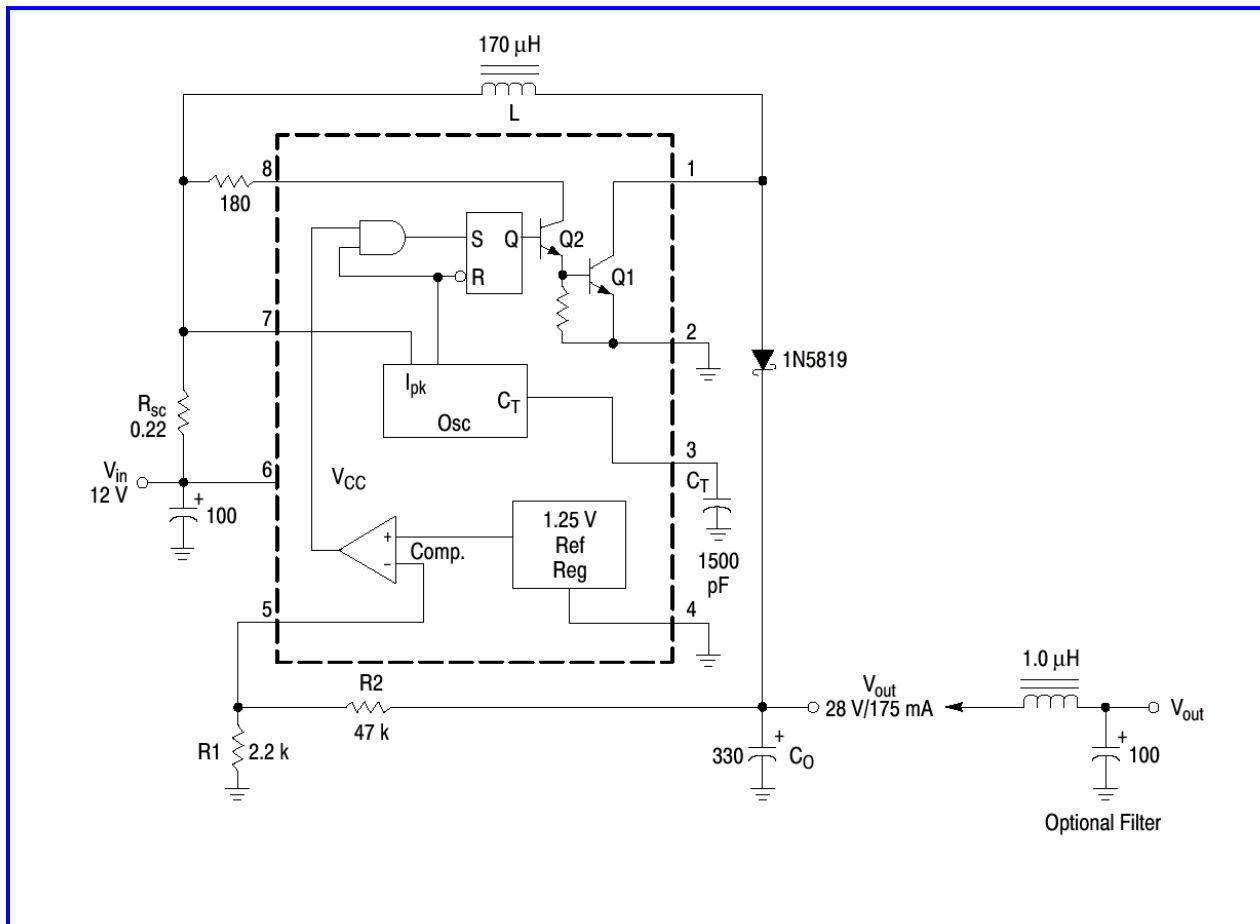 170 μH
L
8
1
180
S
Q
Q2
R
Q1
7
2
1N5819
Ipk
CT
Osc
Rsc
0.22
3
Vin
12 V
6
VCC
CT
100
+
1.25 V
Ref
Reg
+
Comp.
−
1500
pF
5
4
R2
47 k
1.0 μH
Vout
28 V/175 mA
Vout
R1
2.2 k
330
+
CO
+
100
Optional Filter